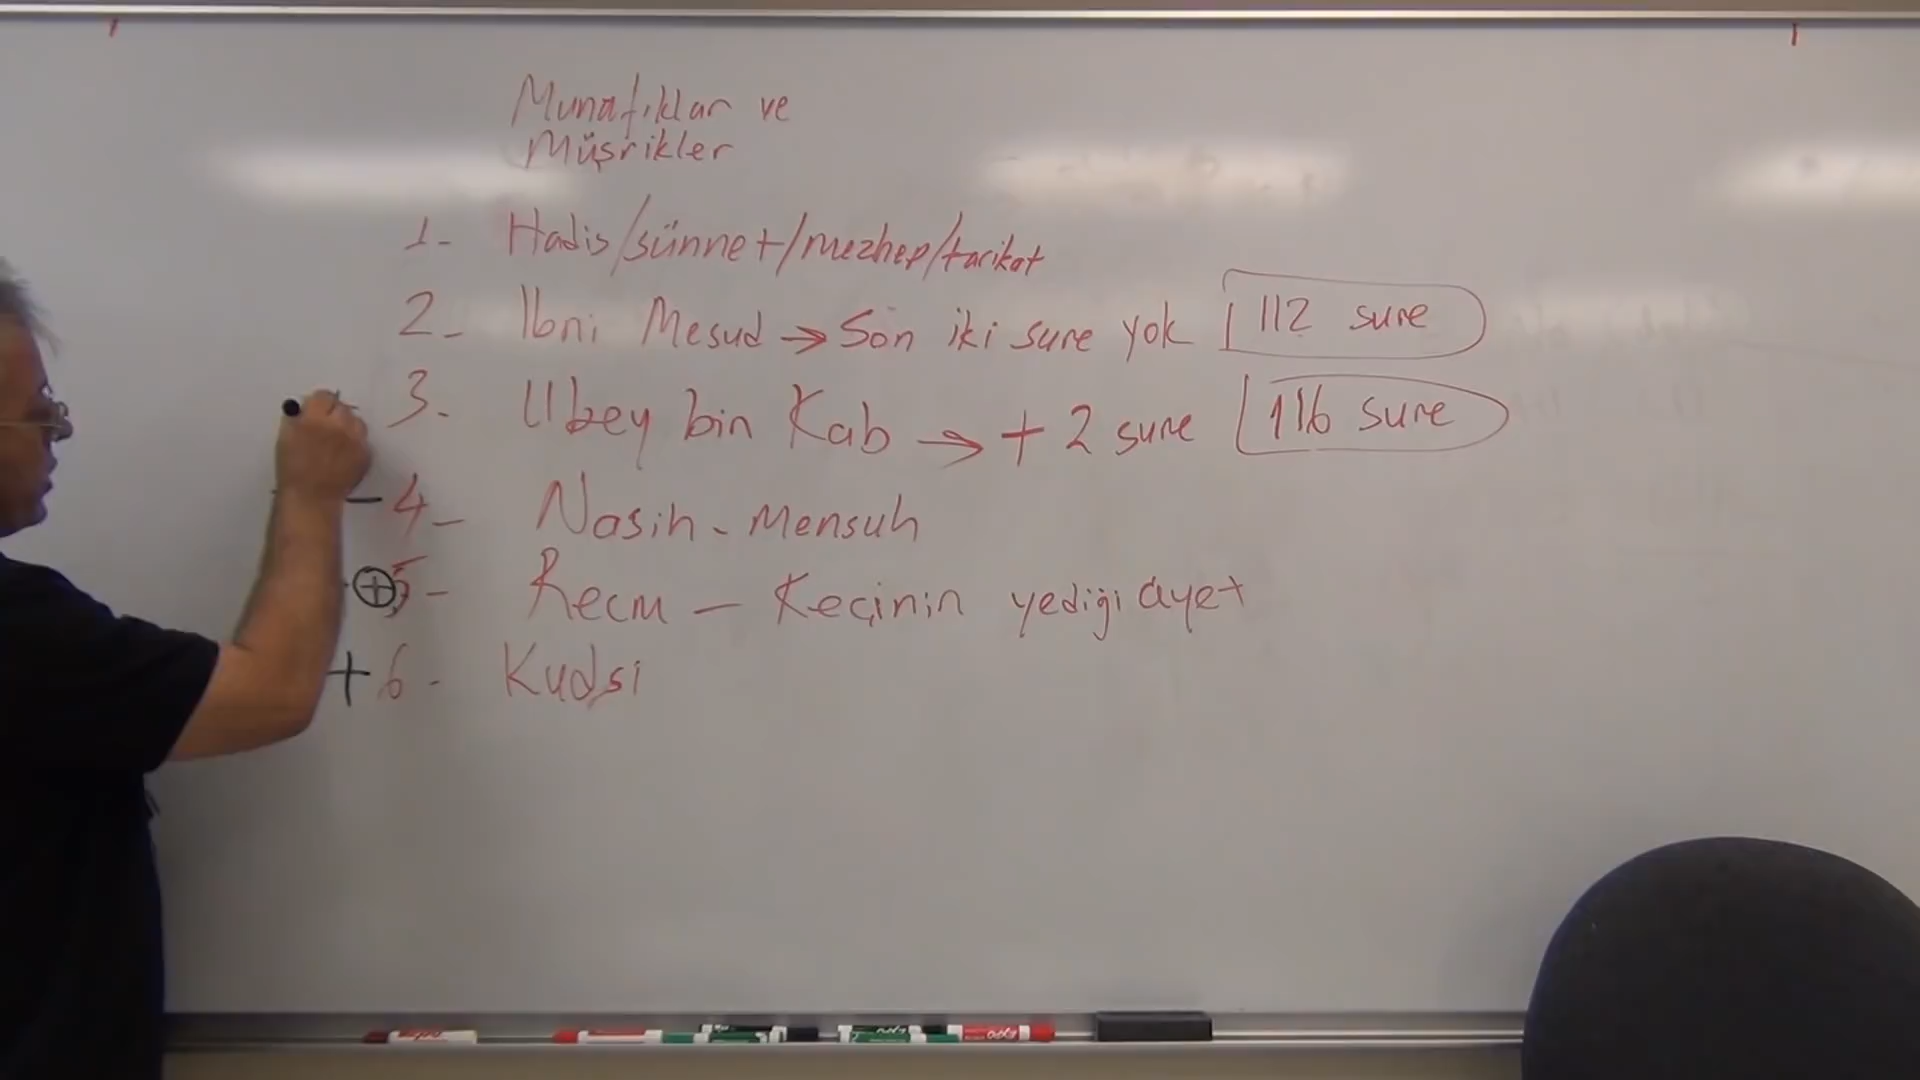 Munafıklar ve
Müşrikler
1- Hadis/sünnet/mezhep/tarikat
2- Ibni Mesud → Son iki sure yok 112 sure
3- Ubey bin Kab → + 2 sure 116 sure
- 4- Nasih - Mensuh
+ 5- Recm - Keçinin yediği ayet
+ 6- Kudsi